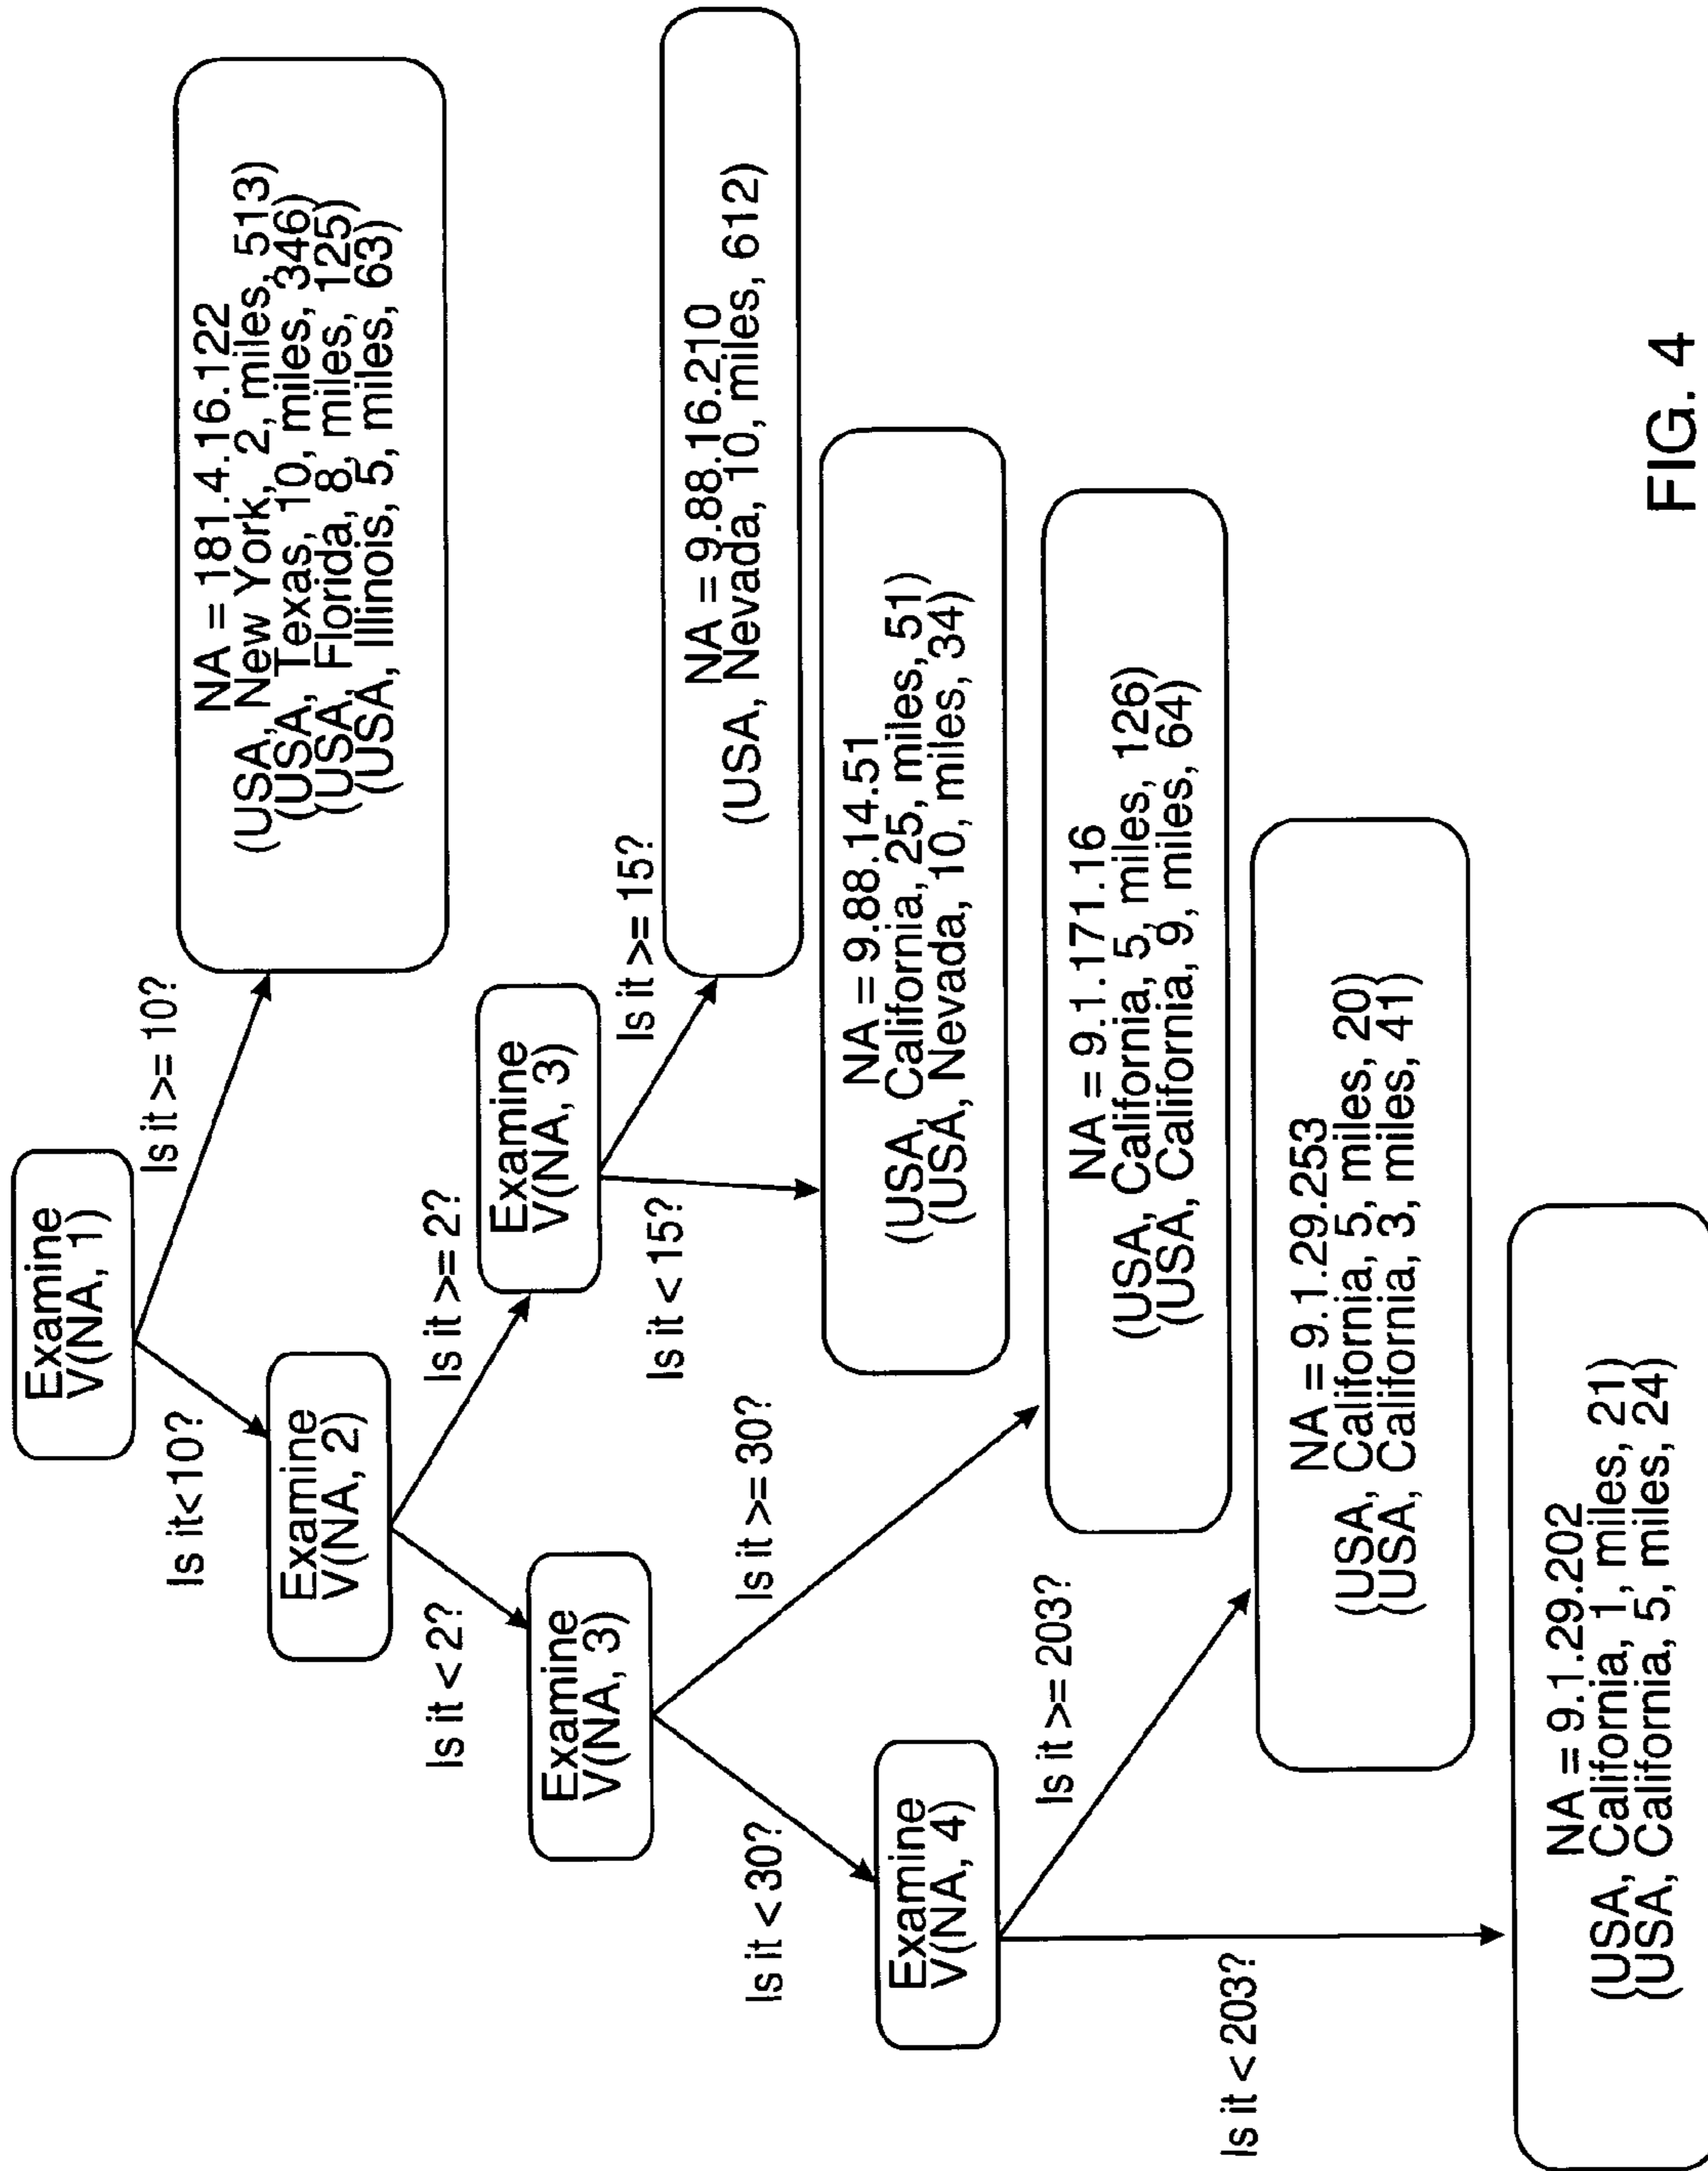 Examine
V(NA, 1)
Is it<10?
Is it >= 10?
NA = 181.4.16.122
(USA, New York, 2, miles, 513)
(USA, Texas, 10, miles, 346)
(USA, Florida, 8, miles, 125)
(USA, Illinois, 5, miles, 63)
Examine
V(NA, 2)
Is it < 2?
Is it >= 2?
Examine
V(NA, 3)
Is it < 15?
Is it >= 15?
NA = 9.88.16.210
(USA, Nevada, 10, miles, 612)
NA = 9.88.14.51
(USA, California, 25, miles, 51)
(USA, Nevada, 10, miles, 34)
Examine
V(NA, 3)
Is it < 30?
Is it >= 30?
NA = 9.1.171.16
(USA, California, 5, miles, 126)
(USA, California, 9, miles, 64)
Examine
V(NA, 4)
Is it < 203?
Is it >= 203?
NA = 9.1.29.253
(USA, California, 5, miles, 20)
(USA, California, 3, miles, 41)
NA = 9.1.29.202
(USA, California, 1, miles, 21)
(USA, California, 5, miles, 24)
FIG. 4